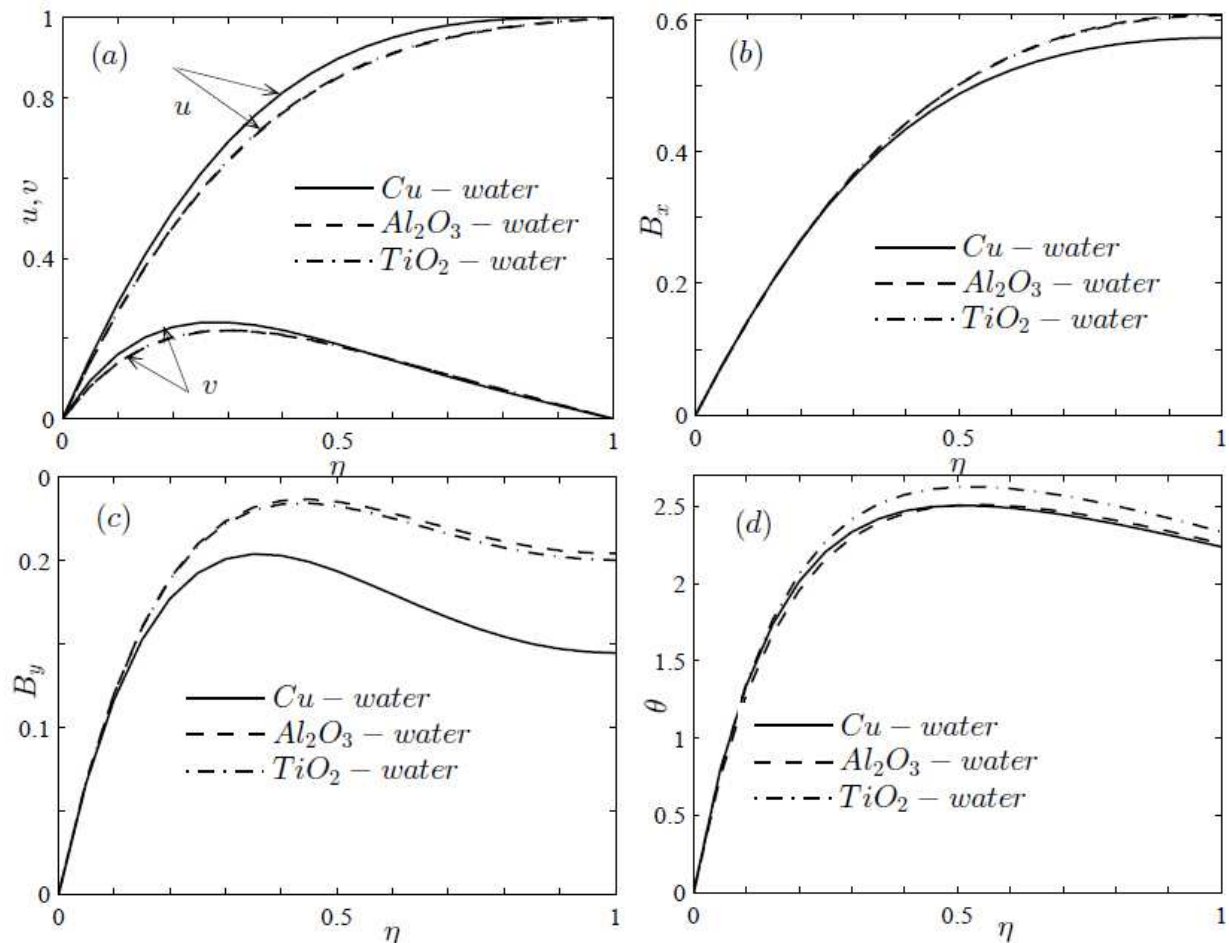 1
(a)
u
0.8
u, v
Cu − water
Al₂O₃ − water
TiO₂ − water
0.4
v
0
0
0.5
1
η
0.6
(b)
B_x
0.4
Cu − water
Al₂O₃ − water
TiO₂ − water
0.2
0
0
0.5
1
η
0
(c)
0.2
B_y
Cu − water
Al₂O₃ − water
TiO₂ − water
0.1
0
0
0.5
1
η
2.5
(d)
2
1.5
θ
Cu − water
Al₂O₃ − water
TiO₂ − water
1
0.5
0
0
0.5
1
η